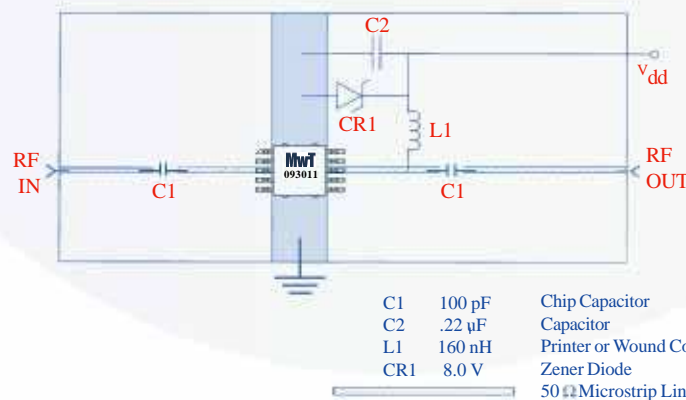 C2
Vdd
CR1
L1
RF
IN
C1
MwT
093011
C1
RF
OUT
C1 100 pF Chip Capacitor
C2 .22 µF Capacitor
L1 160 nH Printer or Wound Co
CR1 8.0 V Zener Diode
50 Ω Microstrip Lin